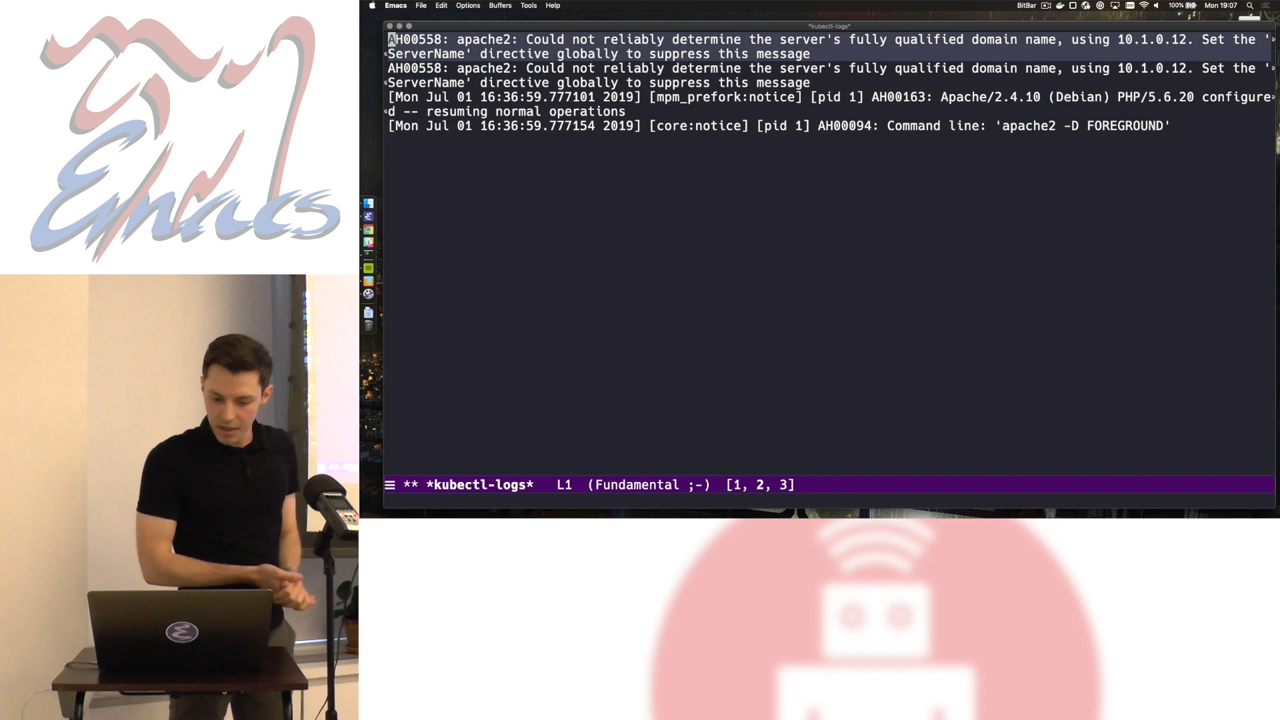 Emacs
Emacs File Edit Options Buffers Tools Help
BitBar
100%
Mon 19:07
*kubectl-logs*
AH00558: apache2: Could not reliably determine the server's fully qualified domain name, using 10.1.0.12. Set the '
ServerName' directive globally to suppress this message
AH00558: apache2: Could not reliably determine the server's fully qualified domain name, using 10.1.0.12. Set the '
ServerName' directive globally to suppress this message
[Mon Jul 01 16:36:59.777101 2019] [mpm_prefork:notice] [pid 1] AH00163: Apache/2.4.10 (Debian) PHP/5.6.20 configure
d -- resuming normal operations
[Mon Jul 01 16:36:59.777154 2019] [core:notice] [pid 1] AH00094: Command line: 'apache2 -D FOREGROUND'
** *kubectl-logs* L1 (Fundamental ;-) [1, 2, 3]